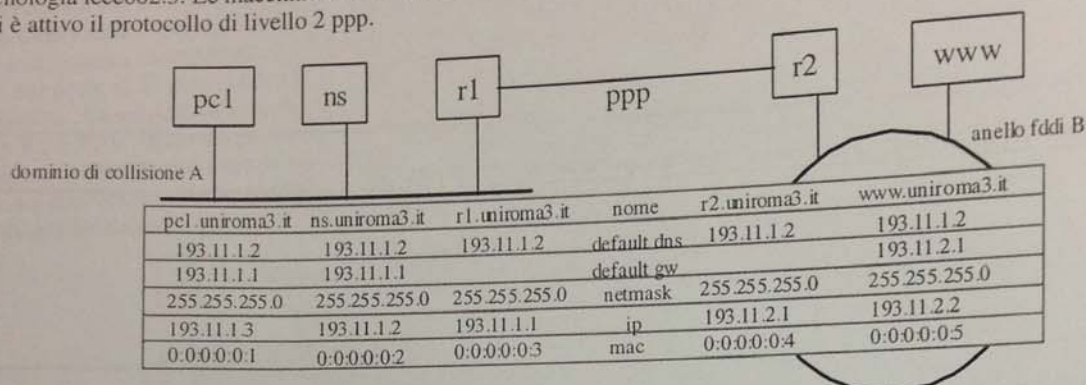 tecnologia ieee802.3. Le macchine
i è attivo il protocollo di livello 2 ppp.
pc1
ns
r1
ppp
r2
www
dominio di collisione A
anello fddi B
pc1.uniroma3.it ns.uniroma3.it r1.uniroma3.it nome r2.uniroma3.it www.uniroma3.it
193.11.1.2 193.11.1.2 193.11.1.2 default dns 193.11.1.2 193.11.1.2
193.11.1.1 193.11.1.1 default gw 193.11.2.1
255.255.255.0 255.255.255.0 255.255.255.0 netmask 255.255.255.0 255.255.255.0
193.11.1.3 193.11.1.2 193.11.1.1 ip 193.11.2.1 193.11.2.2
0:0:0:0:0:1 0:0:0:0:0:2 0:0:0:0:0:3 mac 0:0:0:0:0:4 0:0:0:0:0:5